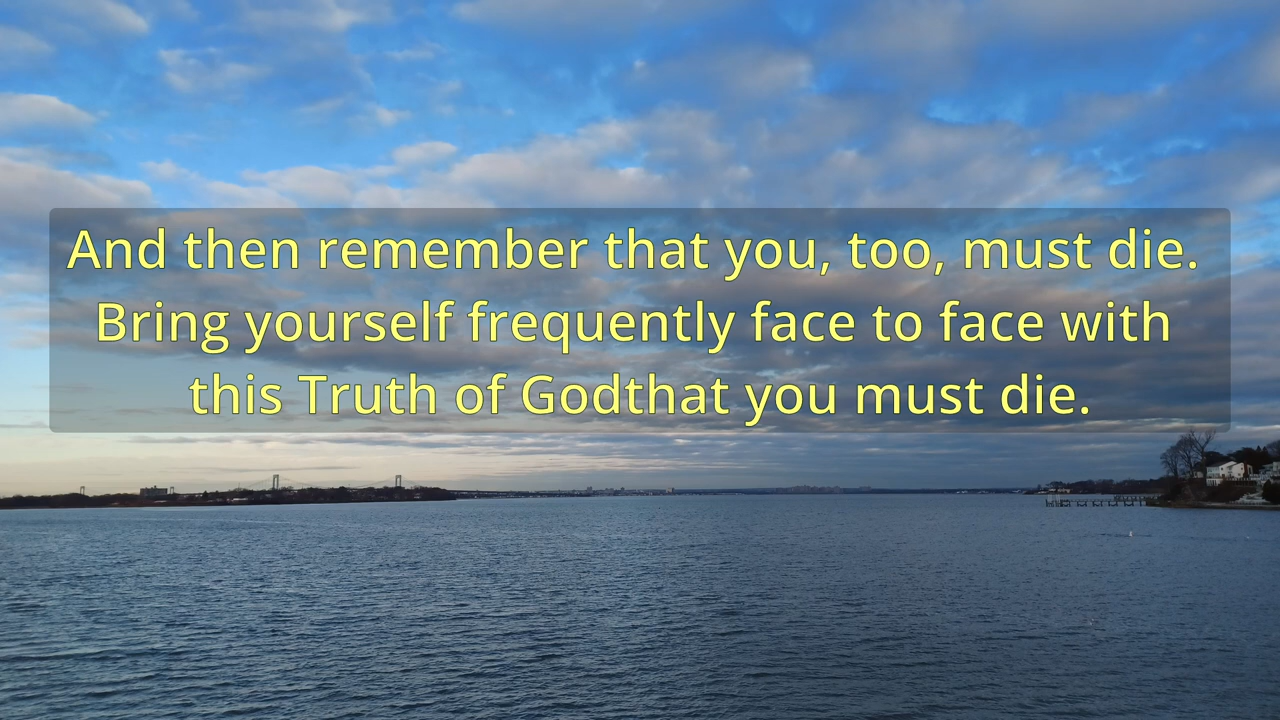 And then remember that you, too, must die.
Bring yourself frequently face to face with
this Truth of Godthat you must die.